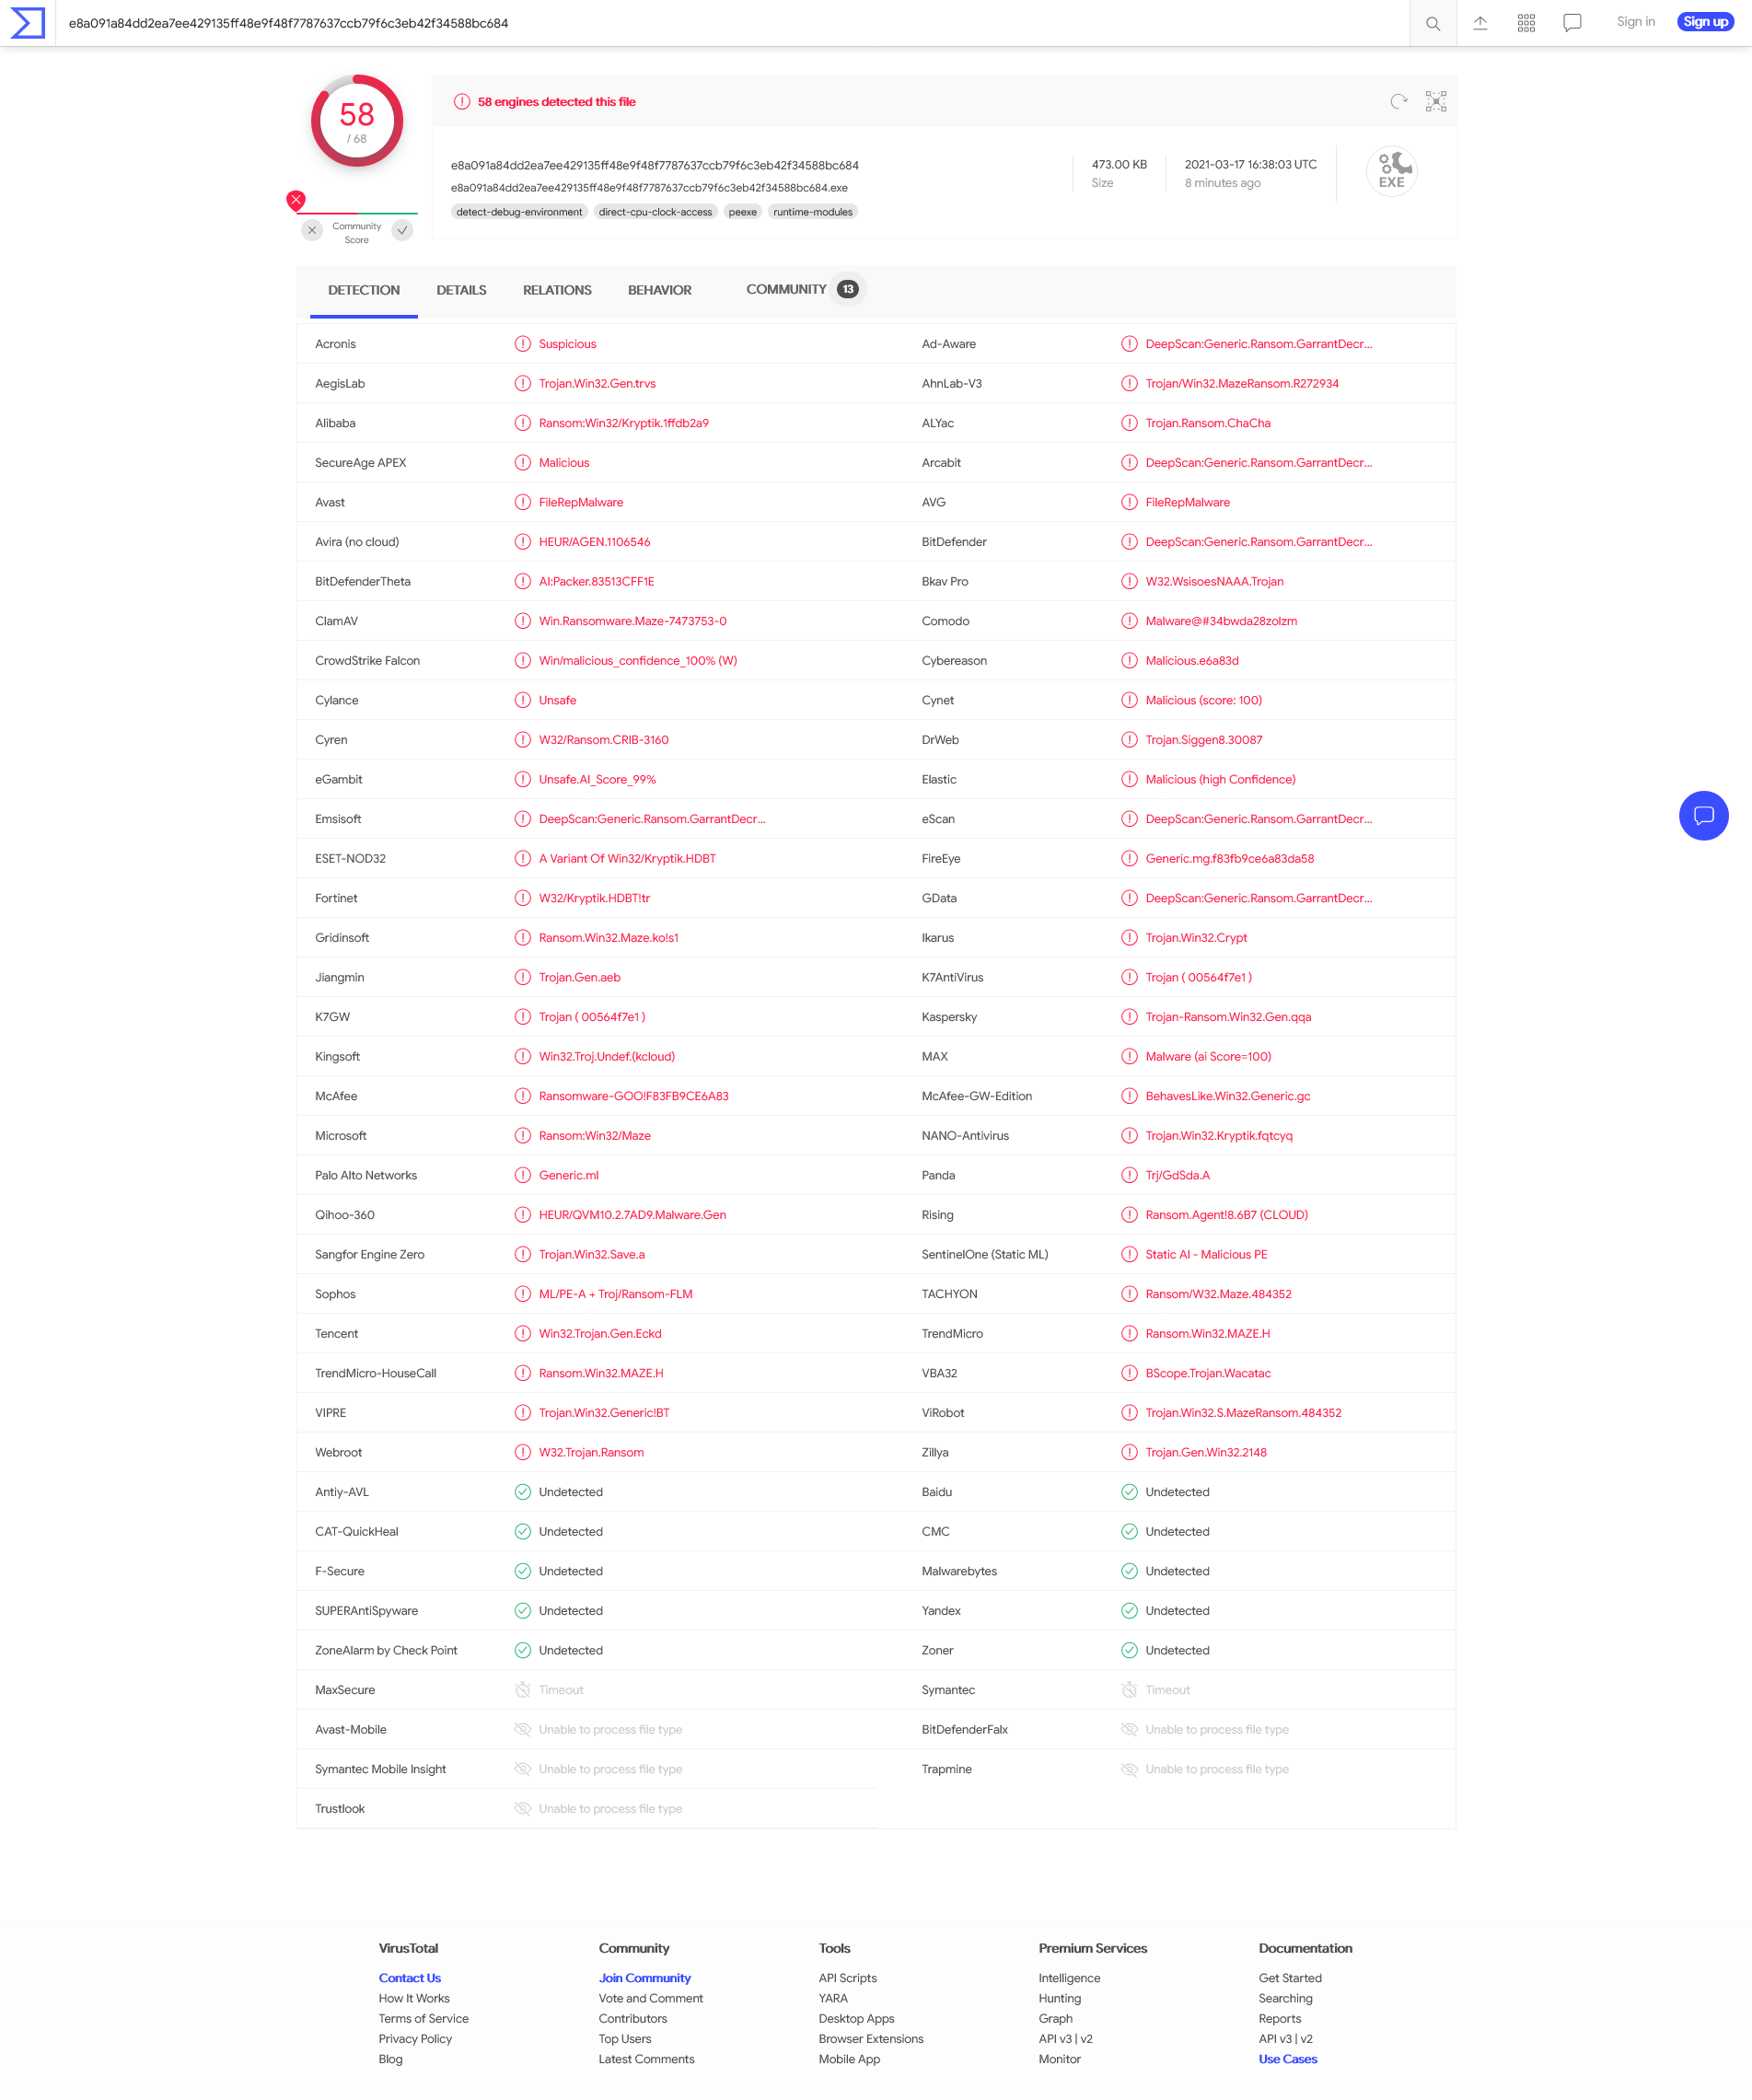 e8a091a84dd2ea7ee429135ff48e9f48f7787637ccb79f6c3eb42f34588bc684
Sign in
Sign up
58
/ 68
Community
Score
58 engines detected this file
e8a091a84dd2ea7ee429135ff48e9f48f7787637ccb79f6c3eb42f34588bc684
e8a091a84dd2ea7ee429135ff48e9f48f7787637ccb79f6c3eb42f34588bc684.exe
detect-debug-environment direct-cpu-clock-access peexe runtime-modules
473.00 KB
Size
2021-03-17 16:38:03 UTC
8 minutes ago
EXE
DETECTION DETAILS RELATIONS BEHAVIOR COMMUNITY 13
Acronis Suspicious Ad-Aware DeepScan:Generic.Ransom.GarrantDecr...
AegisLab Trojan.Win32.Gen.trvs AhnLab-V3 Trojan/Win32.MazeRansom.R272934
Alibaba Ransom:Win32/Kryptik.1ffdb2a9 ALYac Trojan.Ransom.ChaCha
SecureAge APEX Malicious Arcabit DeepScan:Generic.Ransom.GarrantDecr...
Avast FileRepMalware AVG FileRepMalware
Avira (no cloud) HEUR/AGEN.1106546 BitDefender DeepScan:Generic.Ransom.GarrantDecr...
BitDefenderTheta AI:Packer.83513CFF1E Bkav Pro W32.WsisoesNAAA.Trojan
ClamAV Win.Ransomware.Maze-7473753-0 Comodo Malware@#34bwda28zolzm
CrowdStrike Falcon Win/malicious_confidence_100% (W) Cybereason Malicious.e6a83d
Cylance Unsafe Cynet Malicious (score: 100)
Cyren W32/Ransom.CRIB-3160 DrWeb Trojan.Siggen8.30087
eGambit Unsafe.AI_Score_99% Elastic Malicious (high Confidence)
Emsisoft DeepScan:Generic.Ransom.GarrantDecr... eScan DeepScan:Generic.Ransom.GarrantDecr...
ESET-NOD32 A Variant Of Win32/Kryptik.HDBT FireEye Generic.mg.f83fb9ce6a83da58
Fortinet W32/Kryptik.HDBT!tr GData DeepScan:Generic.Ransom.GarrantDecr...
Gridinsoft Ransom.Win32.Maze.ko!s1 Ikarus Trojan.Win32.Crypt
Jiangmin Trojan.Gen.aeb K7AntiVirus Trojan ( 00564f7e1 )
K7GW Trojan ( 00564f7e1 ) Kaspersky Trojan-Ransom.Win32.Gen.qqa
Kingsoft Win32.Troj.Undef.(kcloud) MAX Malware (ai Score=100)
McAfee Ransomware-GOO!F83FB9CE6A83 McAfee-GW-Edition BehavesLike.Win32.Generic.gc
Microsoft Ransom:Win32/Maze NANO-Antivirus Trojan.Win32.Kryptik.fqtcyq
Palo Alto Networks Generic.ml Panda Trj/GdSda.A
Qihoo-360 HEUR/QVM10.2.7AD9.Malware.Gen Rising Ransom.Agent!8.6B7 (CLOUD)
Sangfor Engine Zero Trojan.Win32.Save.a SentinelOne (Static ML) Static AI - Malicious PE
Sophos ML/PE-A + Troj/Ransom-FLM TACHYON Ransom/W32.Maze.484352
Tencent Win32.Trojan.Gen.Eckd TrendMicro Ransom.Win32.MAZE.H
TrendMicro-HouseCall Ransom.Win32.MAZE.H VBA32 BScope.Trojan.Wacatac
VIPRE Trojan.Win32.Generic!BT ViRobot Trojan.Win32.S.MazeRansom.484352
Webroot W32.Trojan.Ransom Zillya Trojan.Gen.Win32.2148
Antiy-AVL Undetected Baidu Undetected
CAT-QuickHeal Undetected CMC Undetected
F-Secure Undetected Malwarebytes Undetected
SUPERAntiSpyware Undetected Yandex Undetected
ZoneAlarm by Check Point Undetected Zoner Undetected
MaxSecure Timeout Symantec Timeout
Avast-Mobile Unable to process file type BitDefenderFalx Unable to process file type
Symantec Mobile Insight Unable to process file type Trapmine Unable to process file type
Trustlook Unable to process file type
VirusTotal Community Tools Premium Services Documentation
Contact Us Join Community API Scripts Intelligence Get Started
How It Works Vote and Comment YARA Hunting Searching
Terms of Service Contributors Desktop Apps Graph Reports
Privacy Policy Top Users Browser Extensions API v3 | v2 API v3 | v2
Blog Latest Comments Mobile App Monitor Use Cases